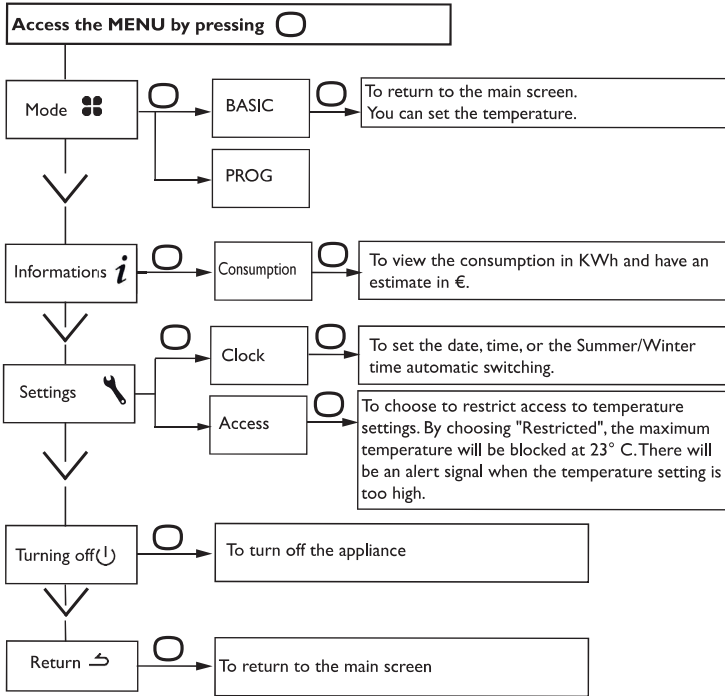 Access the MENU by pressing
Mode
BASIC
To return to the main screen.
You can set the temperature.
PROG
Informations i
Consumption
To view the consumption in KWh and have an
estimate in €.
Settings
Clock
To set the date, time, or the Summer/Winter
time automatic switching.
Access
To choose to restrict access to temperature
settings. By choosing "Restricted", the maximum
temperature will be blocked at 23° C.There will
be an alert signal when the temperature setting is
too high.
Turning off
To turn off the appliance
Return
To return to the main screen